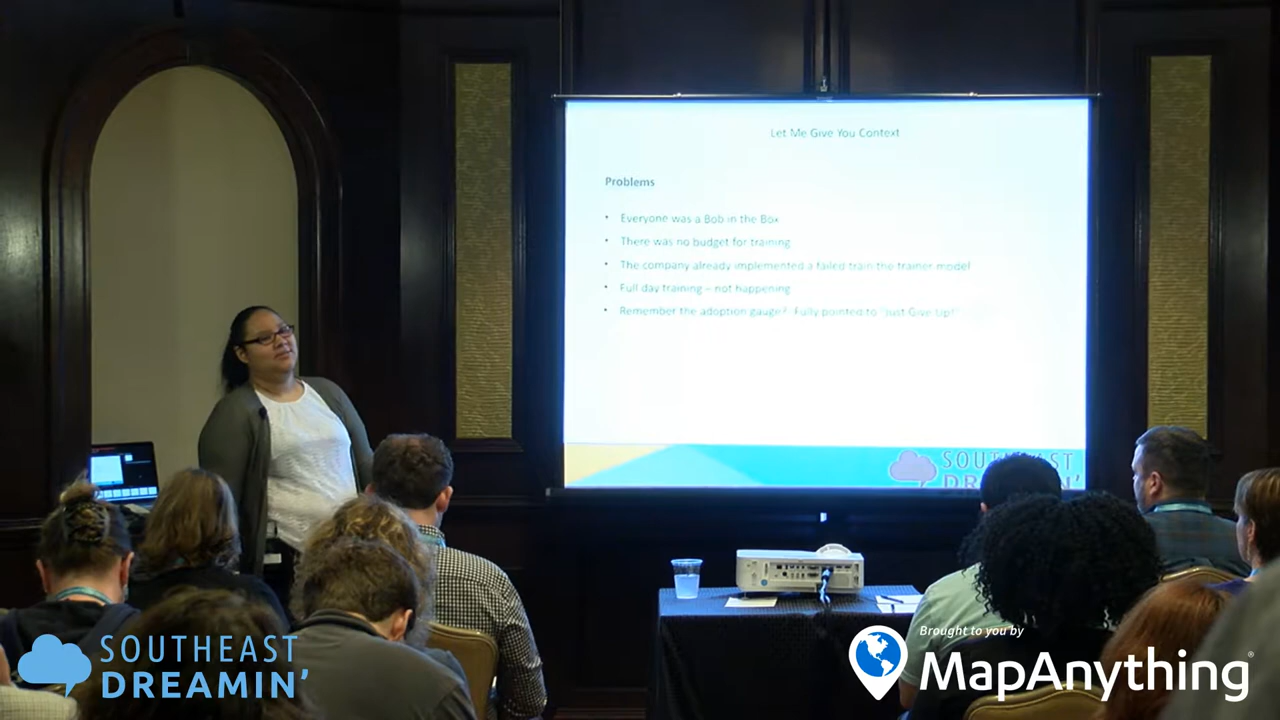 Let Me Give You Context
Problems
• Everyone was a Bob in the Box
• There was no budget for training
• The company already implemented a failed train the trainer model
• Full day training – not happening
• Remember the adoption gauge? Fully pointed to "Just Give Up!"
SOUTHEAST
DREAMIN'
SOUTHEAST
DREAMIN'
Brought to you by
MapAnything®